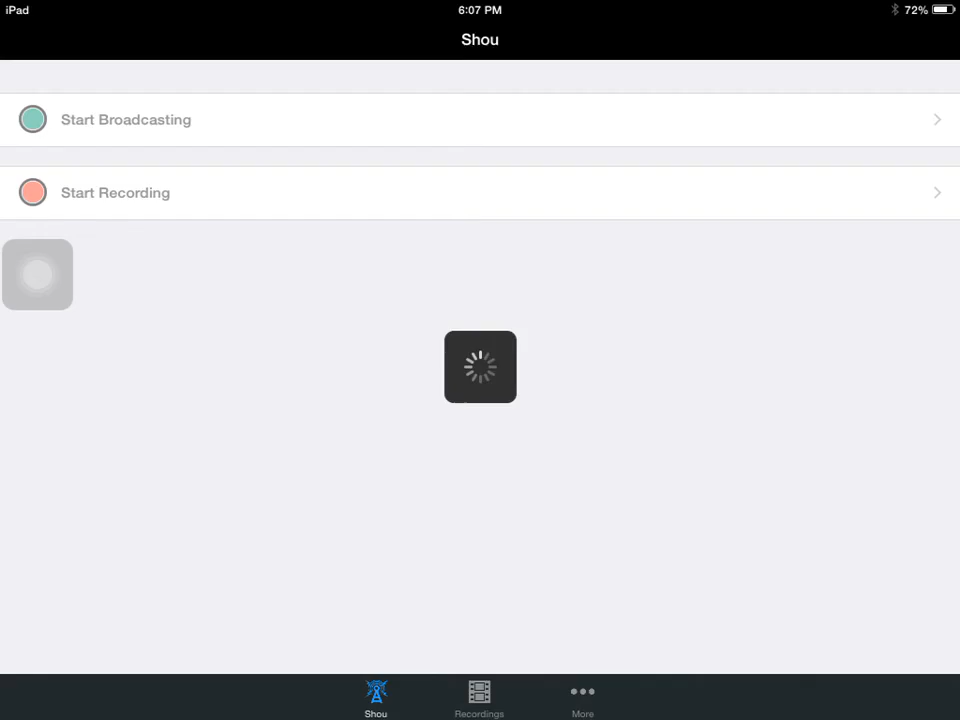 iPad
6:07 PM
72%
Shou
Start Broadcasting
Start Recording
Shou
Recordings
More